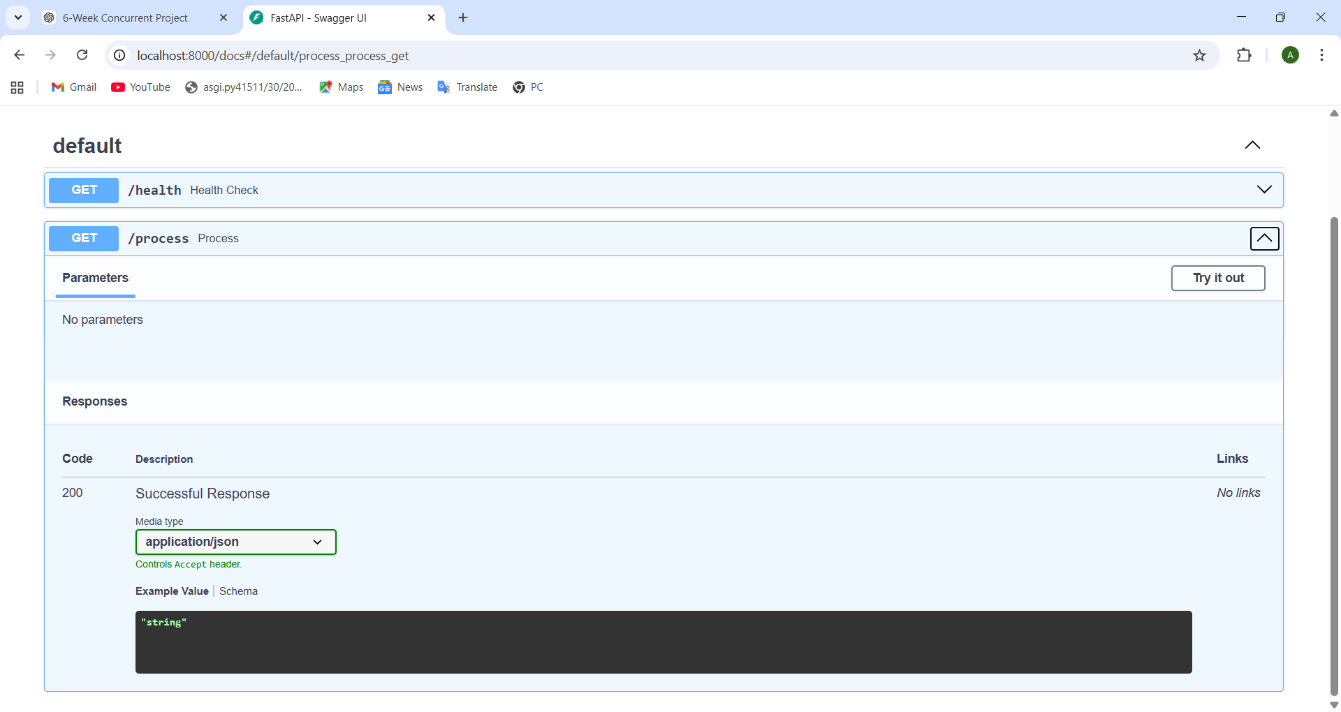 6-Week Concurrent Project
FastAPI - Swagger UI
localhost:8000/docs#/default/process_process_get
A
Gmail
YouTube
asgi.py41511/30/20...
Maps
News
Translate
PC
default
GET /health Health Check
GET /process Process
Parameters
Try it out
No parameters
Responses
Code Description Links
200 Successful Response No links
Media type
application/json
Controls Accept header.
Example Value | Schema
"string"